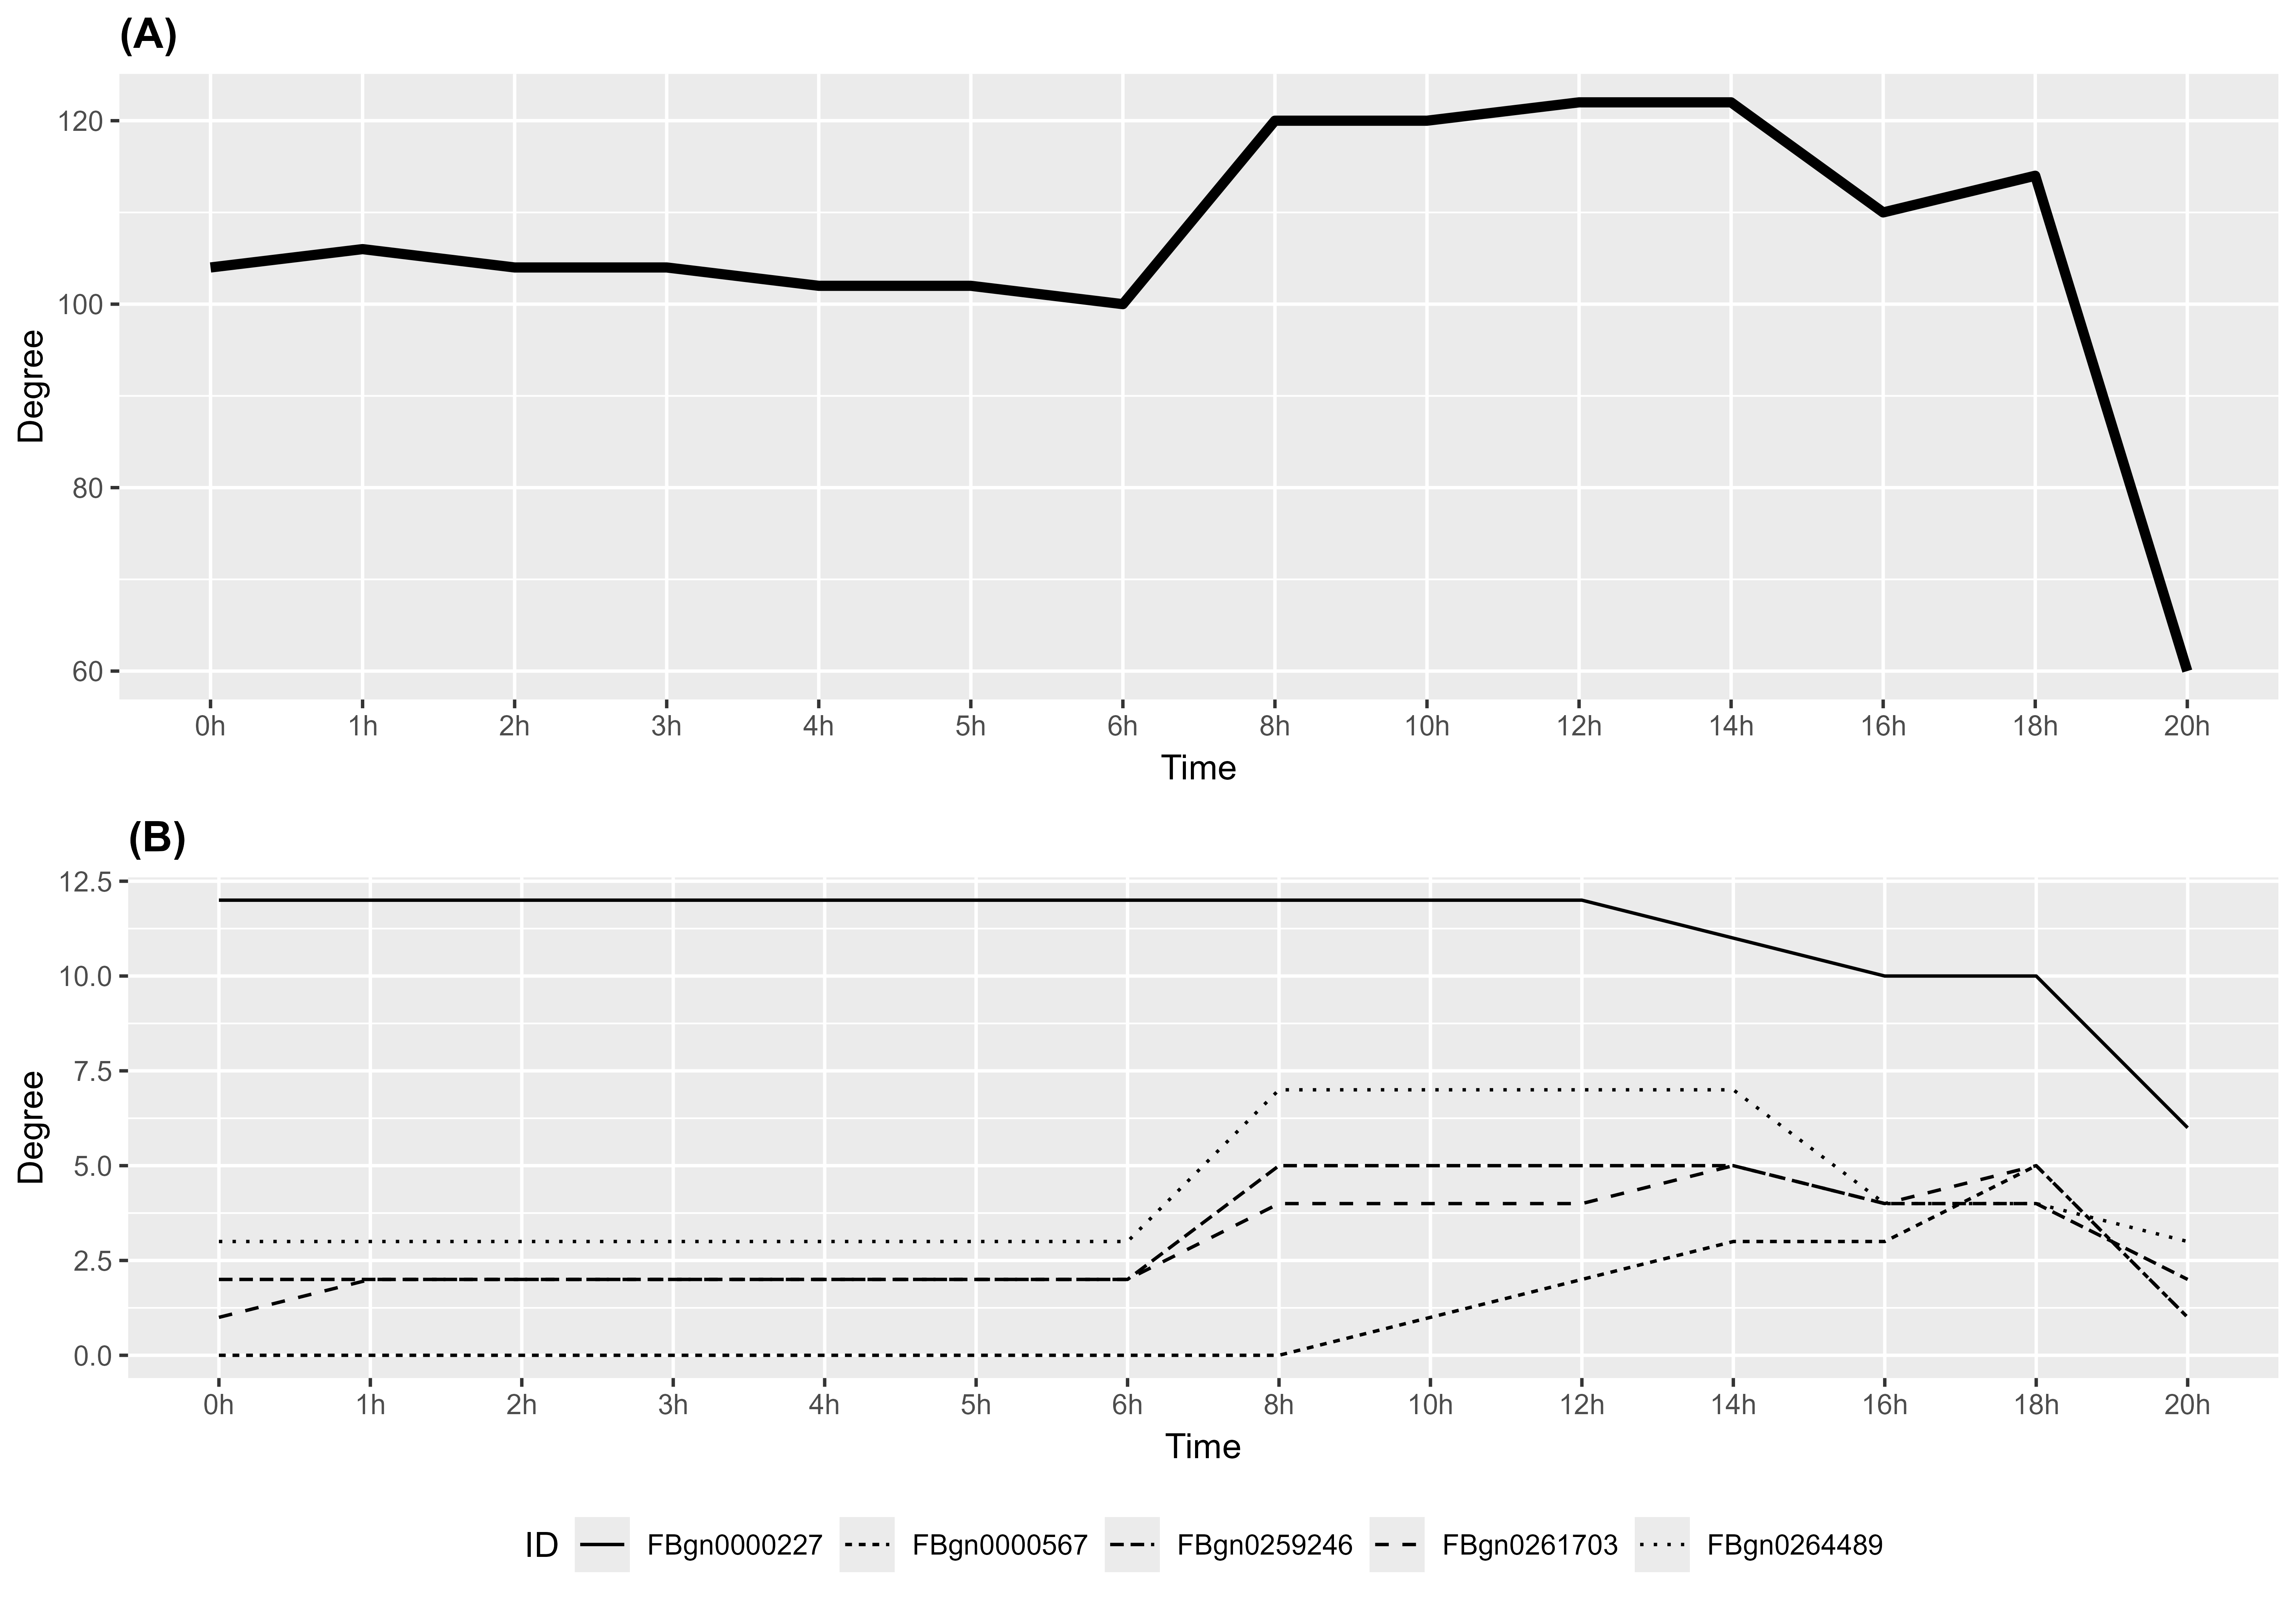 (A)
120
100
80
60
Degree
0h 1h 2h 3h 4h 5h 6h 8h 10h 12h 14h 16h 18h 20h
Time
(B)
12.5
10.0
7.5
5.0
2.5
0.0
Degree
0h 1h 2h 3h 4h 5h 6h 8h 10h 12h 14h 16h 18h 20h
Time
ID FBgn0000227 FBgn0000567 FBgn0259246 FBgn0261703 FBgn0264489